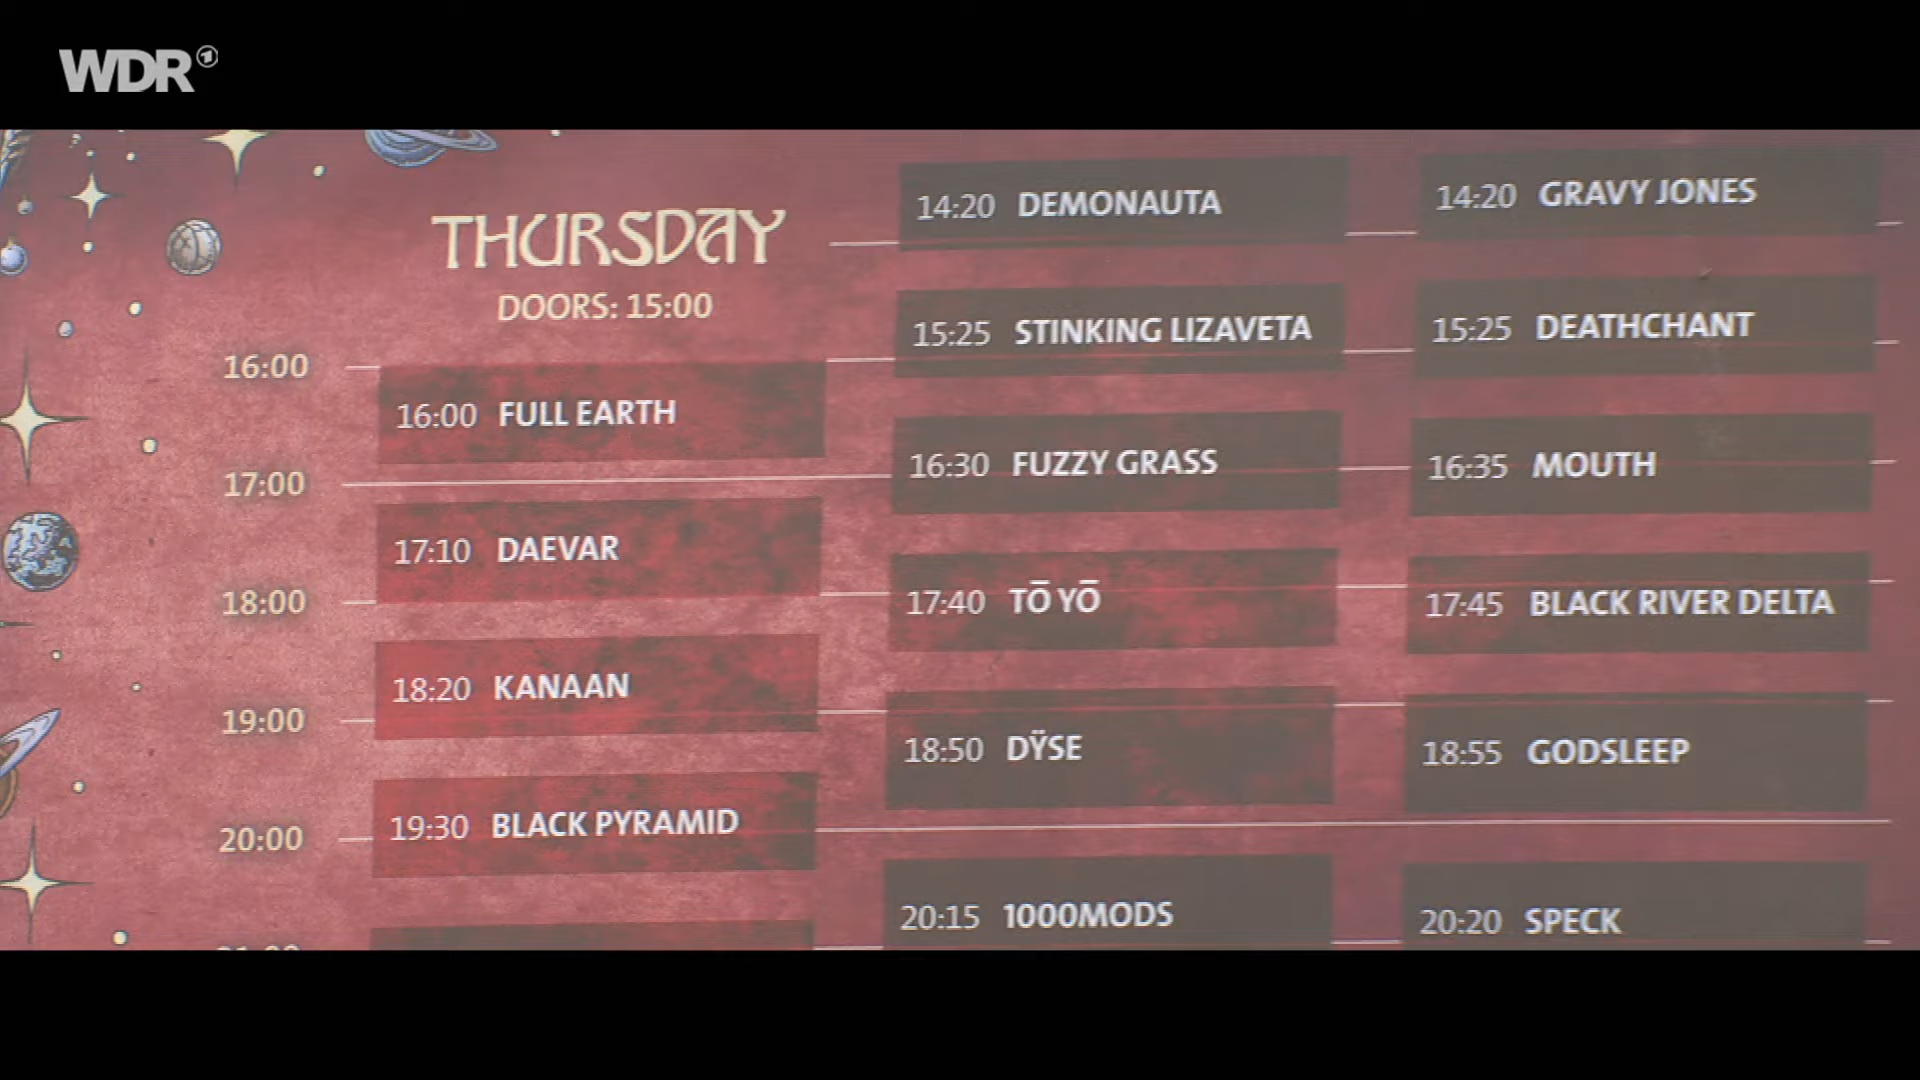 WDR
THURSDAY
DOORS: 15:00
16:00
17:00
18:00
19:00
20:00
16:00 FULL EARTH
17:10 DAEVAR
18:20 KANAAN
19:30 BLACK PYRAMID
14:20 DEMONAUTA
15:25 STINKING LIZAVETA
16:30 FUZZY GRASS
17:40 TŌ YŌ
18:50 DŸSE
20:15 1000MODS
14:20 GRAVY JONES
15:25 DEATHCHANT
16:35 MOUTH
17:45 BLACK RIVER DELTA
18:55 GODSLEEP
20:20 SPECK